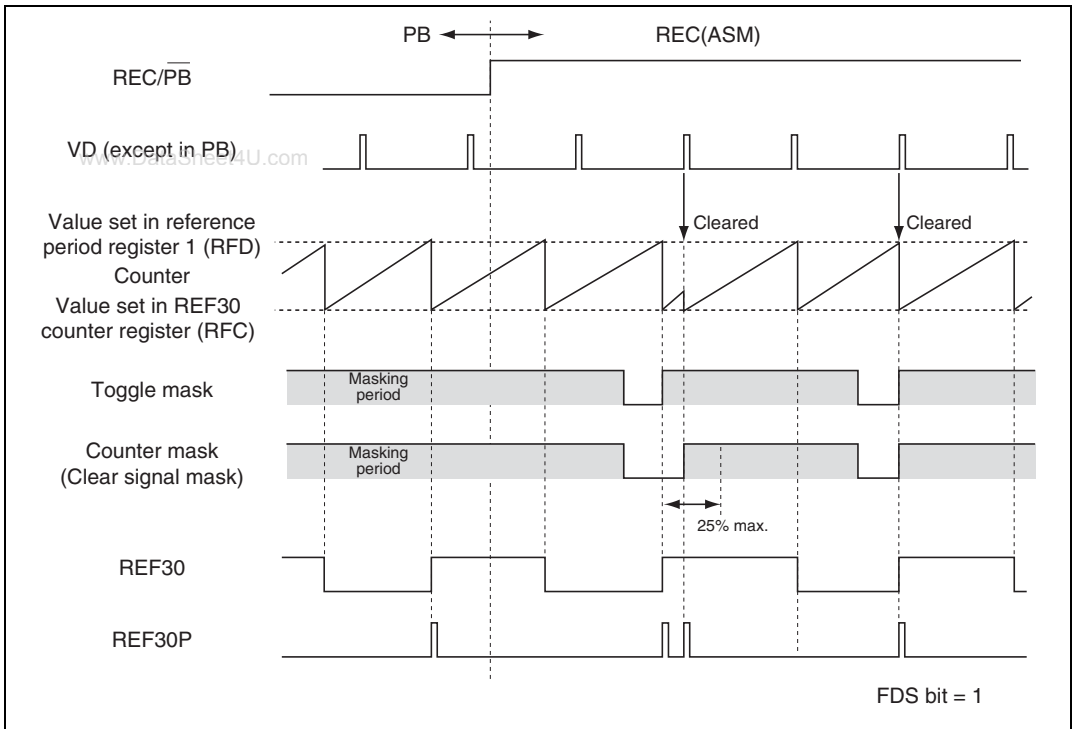 PB REC(ASM)
REC/P̅B̅
VD (except in PB)
www.DataSheet4U.com
Value set in reference
period register 1 (RFD)
Cleared Cleared
Counter
Value set in REF30
counter register (RFC)
Toggle mask
Masking
period
Counter mask
(Clear signal mask)
Masking
period
25% max.
REF30
REF30P
FDS bit = 1